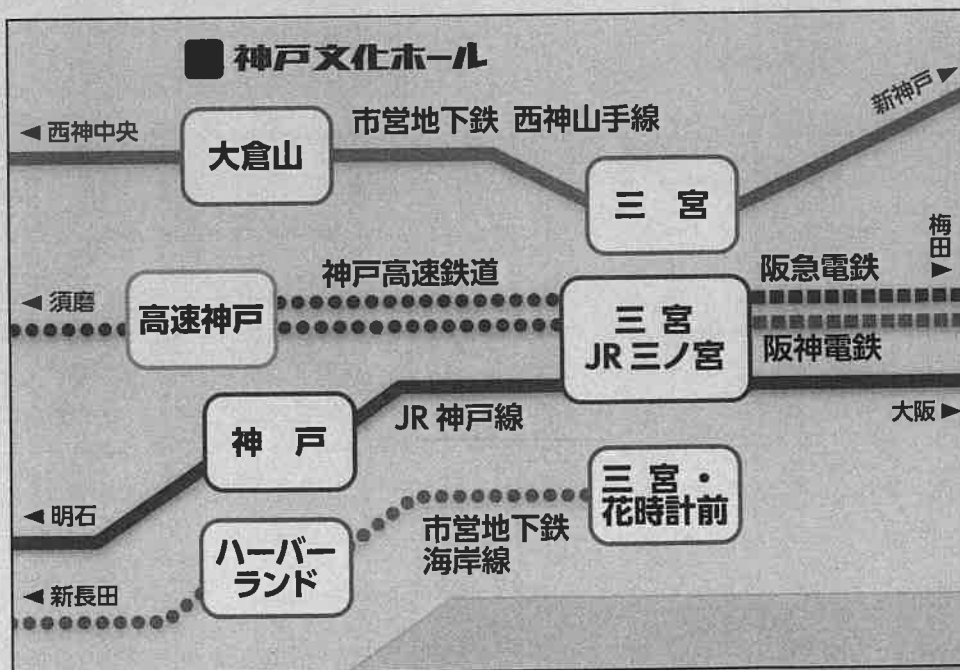 神戸文化ホール
新神戸▶
◀西神中央
大倉山
市営地下鉄 西神山手線
三 宮
梅田▶
◀須磨
高速神戸
神戸高速鉄道
三 宮
JR三ノ宮
阪急電鉄
阪神電鉄
大阪▶
神 戸
JR 神戸線
◀明石
三 宮・
花時計前
ハーバー
ランド
市営地下鉄
海岸線
◀新長田